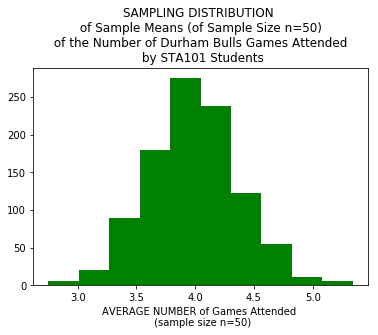 SAMPLING DISTRIBUTION
of Sample Means (of Sample Size n=50)
of the Number of Durham Bulls Games Attended
by STA101 Students
250
200
150
100
50
0
3.0 3.5 4.0 4.5 5.0
AVERAGE NUMBER of Games Attended
(sample size n=50)